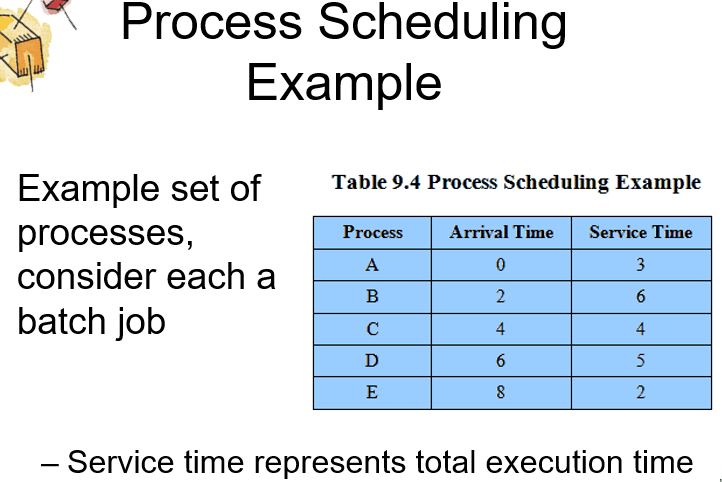 Process Scheduling
Example
Example set of
processes,
consider each a
batch job
Table 9.4 Process Scheduling Example
Process Arrival Time Service Time
A 0 3
B 2 6
C 4 4
D 6 5
E 8 2
– Service time represents total execution time